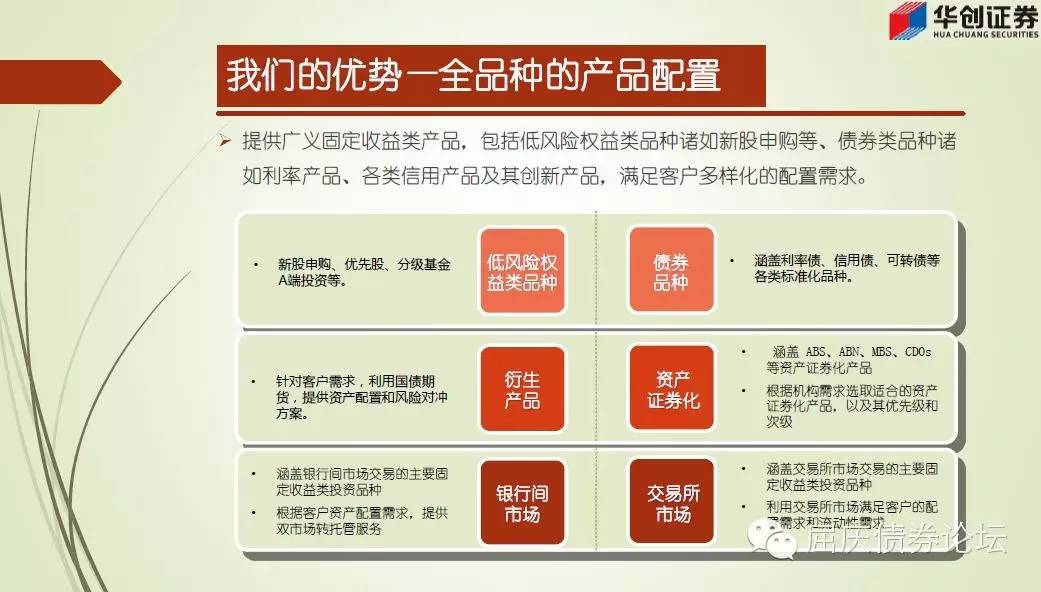 华创证券
HUA CHUANG SECURITIES
我们的优势—全品种的产品配置
提供广义固定收益类产品，包括低风险权益类品种诸如新股申购等、债券类品种诸
如利率产品、各类信用产品及其创新产品，满足客户多样化的配置需求。
• 新股申购、优先股、分级基金
A端投资等。
低风险权
益类品种
债券
品种
• 涵盖利率债、信用债、可转债等
各类标准化品种。
• 针对客户需求，利用国债期
货，提供资产配置和风险对冲
方案。
衍生
产品
资产
证券化
• 涵盖 ABS、ABN、MBS、CDOs
等资产证券化产品
• 根据机构需求选取适合的资产
证券化产品，以及其优先级和
次级
• 涵盖银行间市场交易的主要固
定收益类投资品种
• 根据客户资产配置需求，提供
双市场转托管服务
银行间
市场
交易所
市场
• 涵盖交易所市场交易的主要固
定收益类投资品种
• 利用交易所市场满足客户的配
置需求和流动性需求
屈庆债券论坛